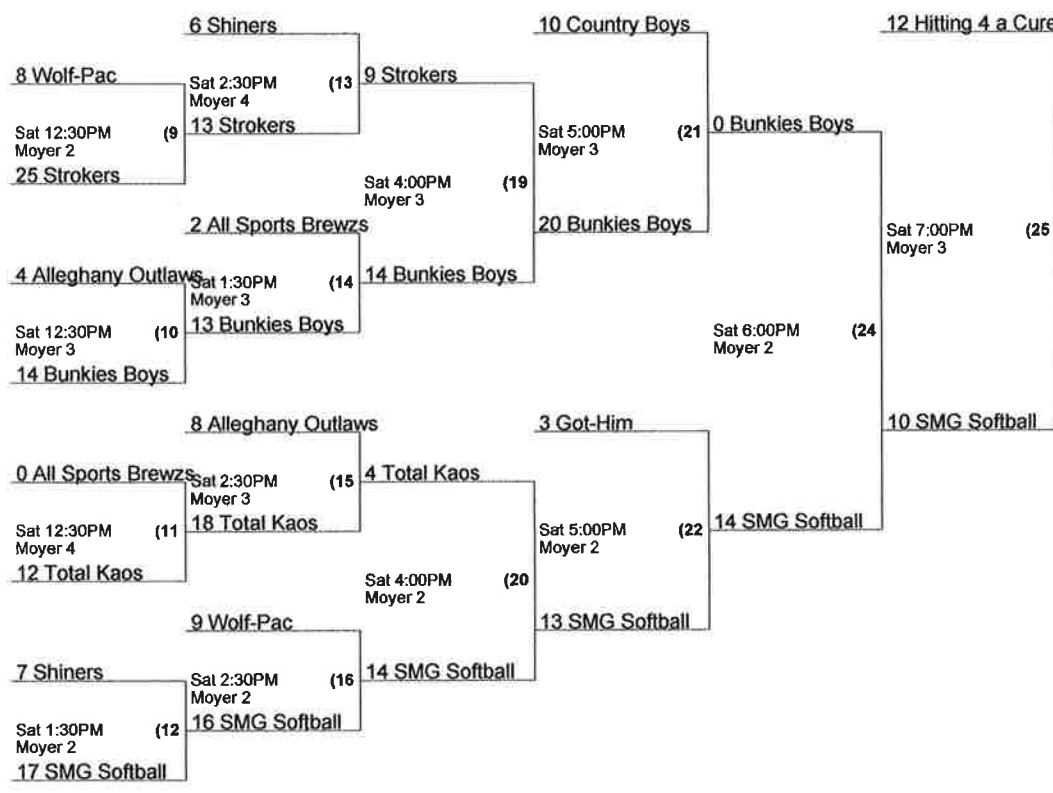 6 Shiners
10 Country Boys
12 Hitting 4 a Cure
8 Wolf-Pac
Sat 2:30PM
(13
Moyer 4
9 Strokers
Sat 12:30PM
(9
Moyer 2
13 Strokers
Sat 5:00PM
(21
Moyer 3
0 Bunkies Boys
25 Strokers
Sat 4:00PM
(19
Moyer 3
2 All Sports Brewzs
20 Bunkies Boys
Sat 7:00PM
(25
Moyer 3
4 Alleghany Outlaws
Sat 1:30PM
(14
Moyer 3
14 Bunkies Boys
Sat 12:30PM
(10
Moyer 3
13 Bunkies Boys
Sat 6:00PM
(24
Moyer 2
14 Bunkies Boys
8 Alleghany Outlaws
3 Got-Him
10 SMG Softball
0 All Sports Brewzs
Sat 2:30PM
(15
Moyer 3
4 Total Kaos
Sat 12:30PM
(11
Moyer 4
18 Total Kaos
Sat 5:00PM
(22
Moyer 2
14 SMG Softball
12 Total Kaos
Sat 4:00PM
(20
Moyer 2
9 Wolf-Pac
13 SMG Softball
7 Shiners
Sat 2:30PM
(16
Moyer 2
14 SMG Softball
Sat 1:30PM
(12
Moyer 2
16 SMG Softball
17 SMG Softball